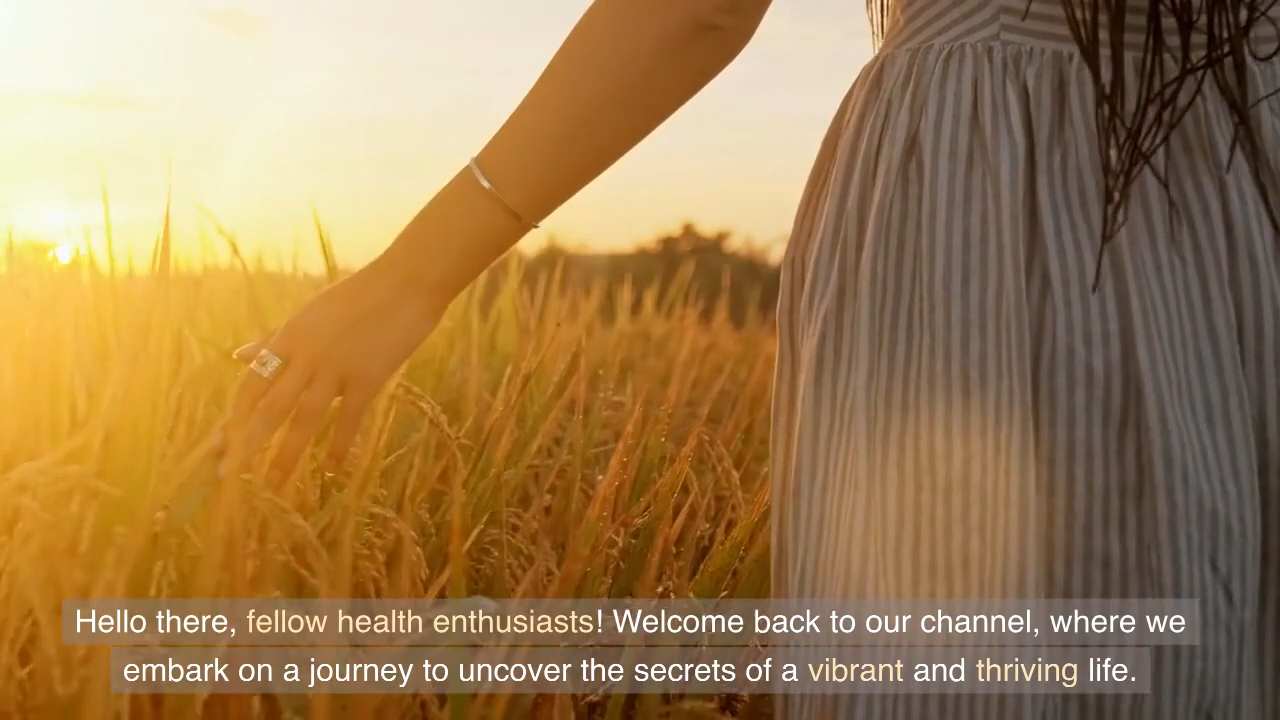 Hello there, fellow health enthusiasts! Welcome back to our channel, where we
embark on a journey to uncover the secrets of a vibrant and thriving life.